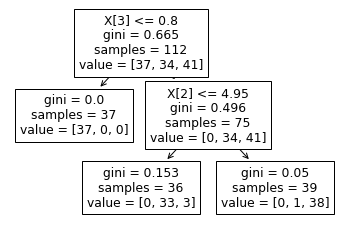 X[3] <= 0.8
gini = 0.665
samples = 112
value = [37, 34, 41]
gini = 0.0
samples = 37
value = [37, 0, 0]
X[2] <= 4.95
gini = 0.496
samples = 75
value = [0, 34, 41]
gini = 0.153
samples = 36
value = [0, 33, 3]
gini = 0.05
samples = 39
value = [0, 1, 38]